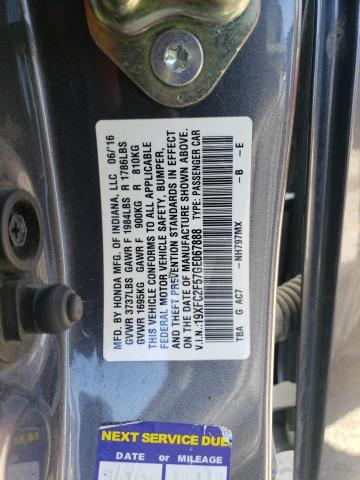 MFD. BY HONDA MFG. OF INDIANA, LLC 06/16
GVWR 3737LBS GAWR F 1984LBS R 1786LBS
GVWR 1695KG GAWR F 900KG R 810KG
THIS VEHICLE CONFORMS TO ALL APPLICABLE
FEDERAL MOTOR VEHICLE SAFETY, BUMPER,
AND THEFT PREVENTION STANDARDS IN EFFECT
ON THE DATE OF MANUFACTURE SHOWN ABOVE.
V.I.N.:19XFC2F57GE067888 TYPE: PASSENGER CAR
TBA G AC7 -NH797MX -B -E
NEXT SERVICE DUE
DATE or MILEAGE